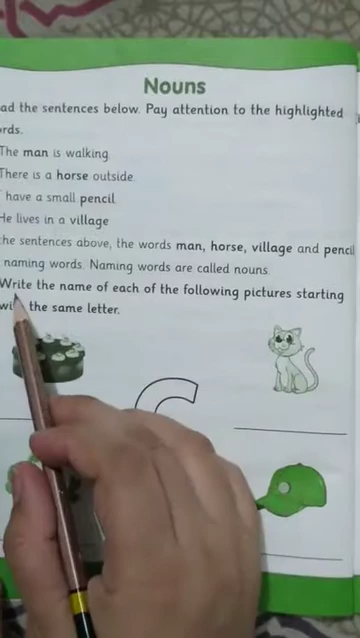 Nouns
ad the sentences below. Pay attention to the highlighted
rds.
The man is walking.
There is a horse outside.
have a small pencil.
He lives in a village
he sentences above, the words man, horse, village and pencil
naming words. Naming words are called nouns.
Write the name of each of the following pictures starting
wi the same letter.
c